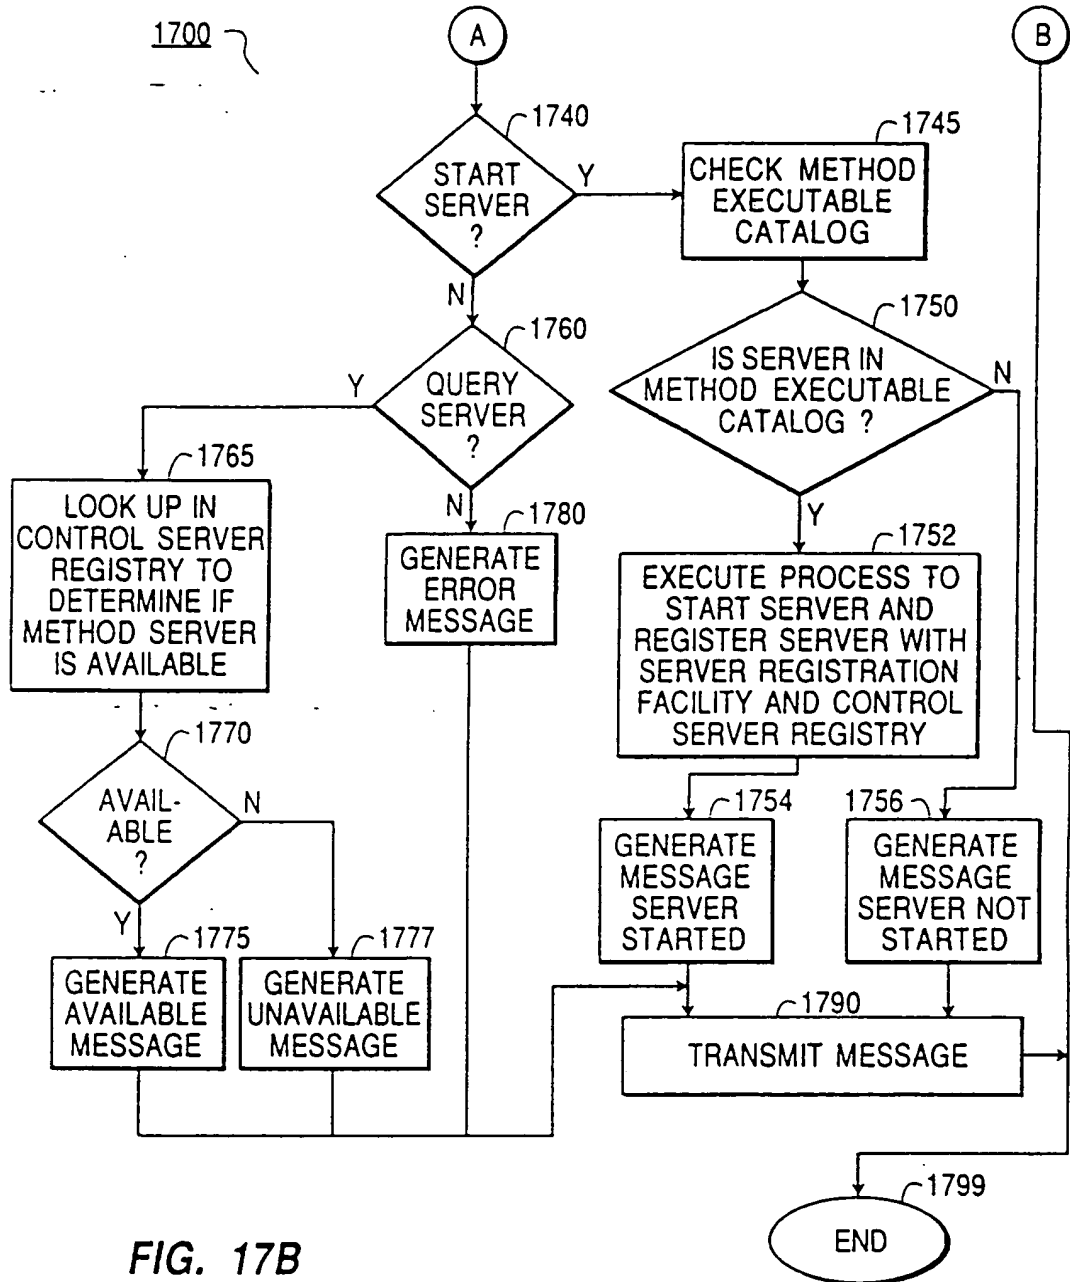 1700
A
B
1740
START
SERVER
?
Y
N
1745
CHECK METHOD
EXECUTABLE
CATALOG
1750
IS SERVER IN
METHOD EXECUTABLE
CATALOG ?
N
Y
1760
QUERY
SERVER
?
Y
N
1765
LOOK UP IN
CONTROL SERVER
REGISTRY TO
DETERMINE IF
METHOD SERVER
IS AVAILABLE
1780
GENERATE
ERROR
MESSAGE
1752
EXECUTE PROCESS TO
START SERVER AND
REGISTER SERVER WITH
SERVER REGISTRATION
FACILITY AND CONTROL
SERVER REGISTRY
1770
AVAIL-
ABLE
?
N
Y
1754
GENERATE
MESSAGE
SERVER
STARTED
1756
GENERATE
MESSAGE
SERVER NOT
STARTED
1775
GENERATE
AVAILABLE
MESSAGE
1777
GENERATE
UNAVAILABLE
MESSAGE
1790
TRANSMIT MESSAGE
1799
END
FIG. 17B